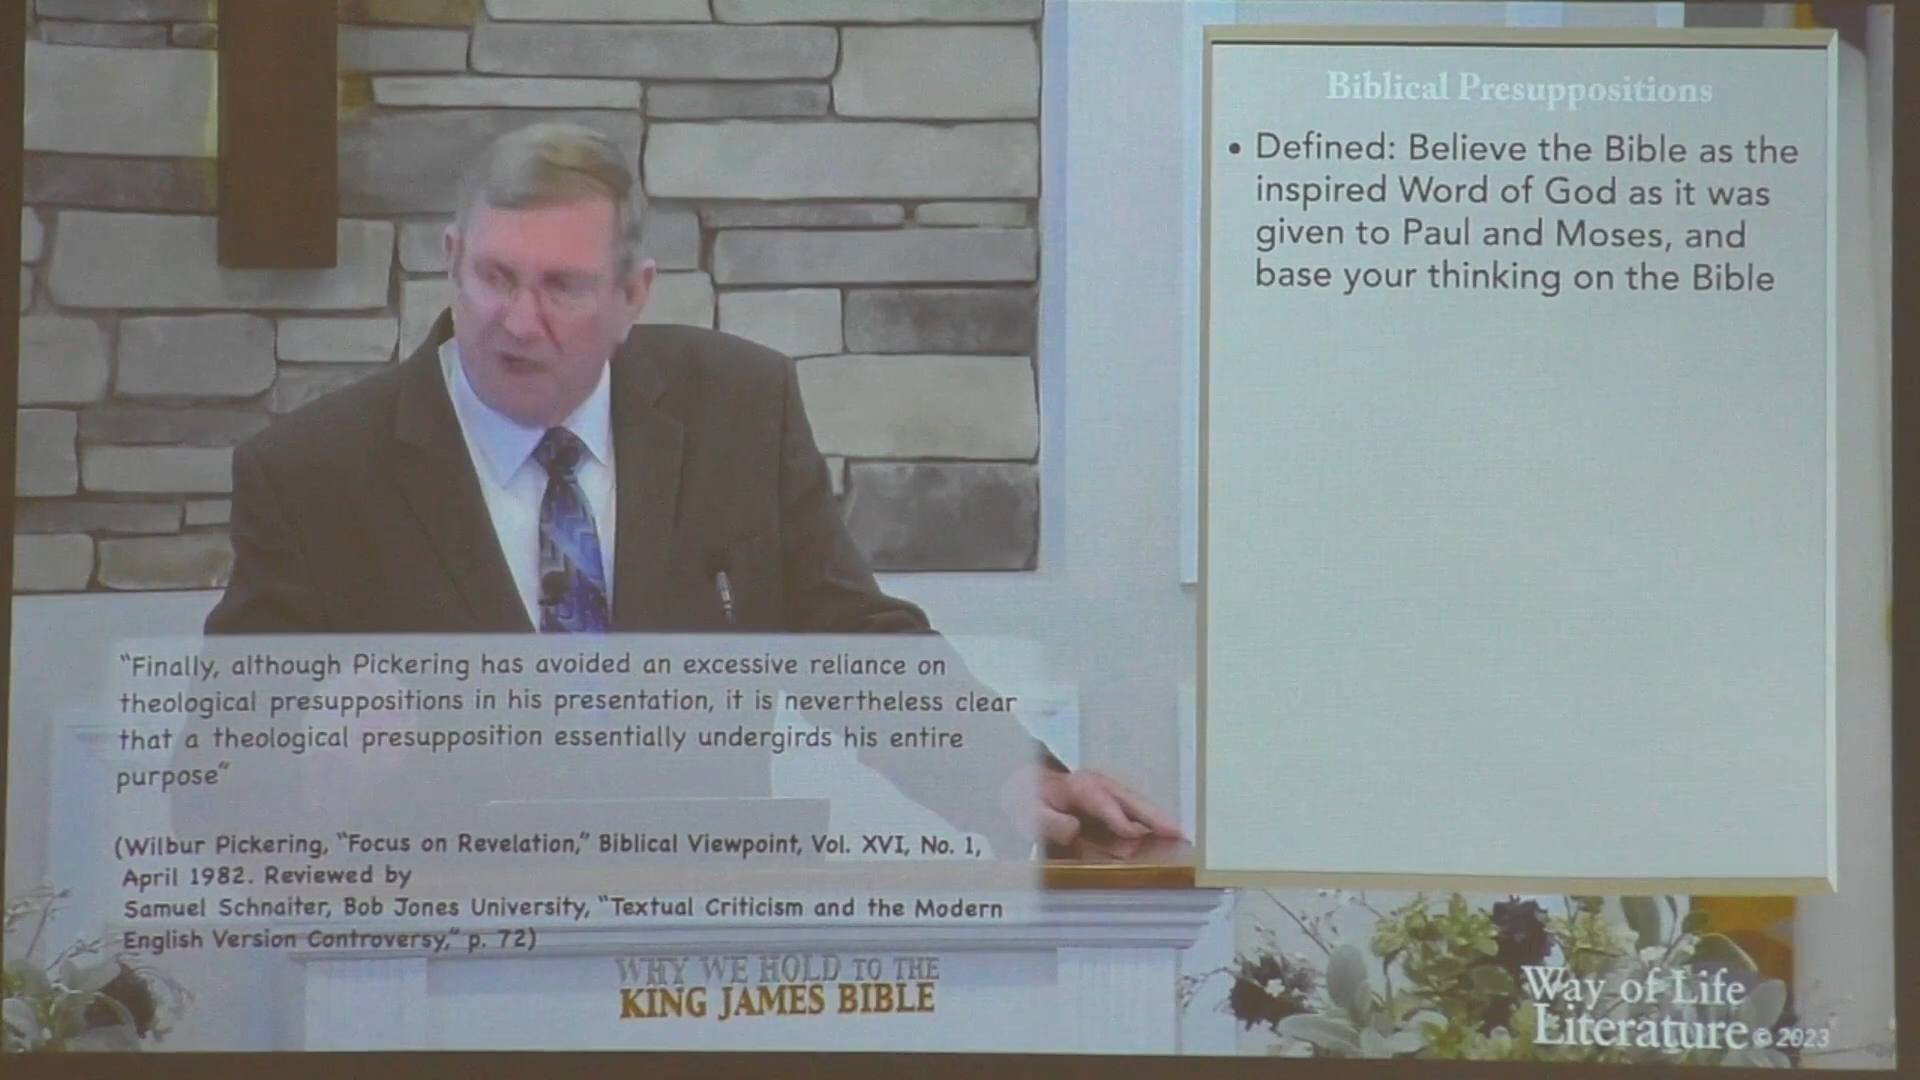 Biblical Presuppositions
• Defined: Believe the Bible as the
inspired Word of God as it was
given to Paul and Moses, and
base your thinking on the Bible
“Finally, although Pickering has avoided an excessive reliance on
theological presuppositions in his presentation, it is nevertheless clear
that a theological presupposition essentially undergirds his entire
purpose”
(Wilbur Pickering, “Focus on Revelation,” Biblical Viewpoint, Vol. XVI, No. 1,
April 1982. Reviewed by
Samuel Schnaiter, Bob Jones University, “Textual Criticism and the Modern
English Version Controversy,” p. 72)
WHY WE HOLD TO THE
KING JAMES BIBLE
Way of Life
Literature © 2023